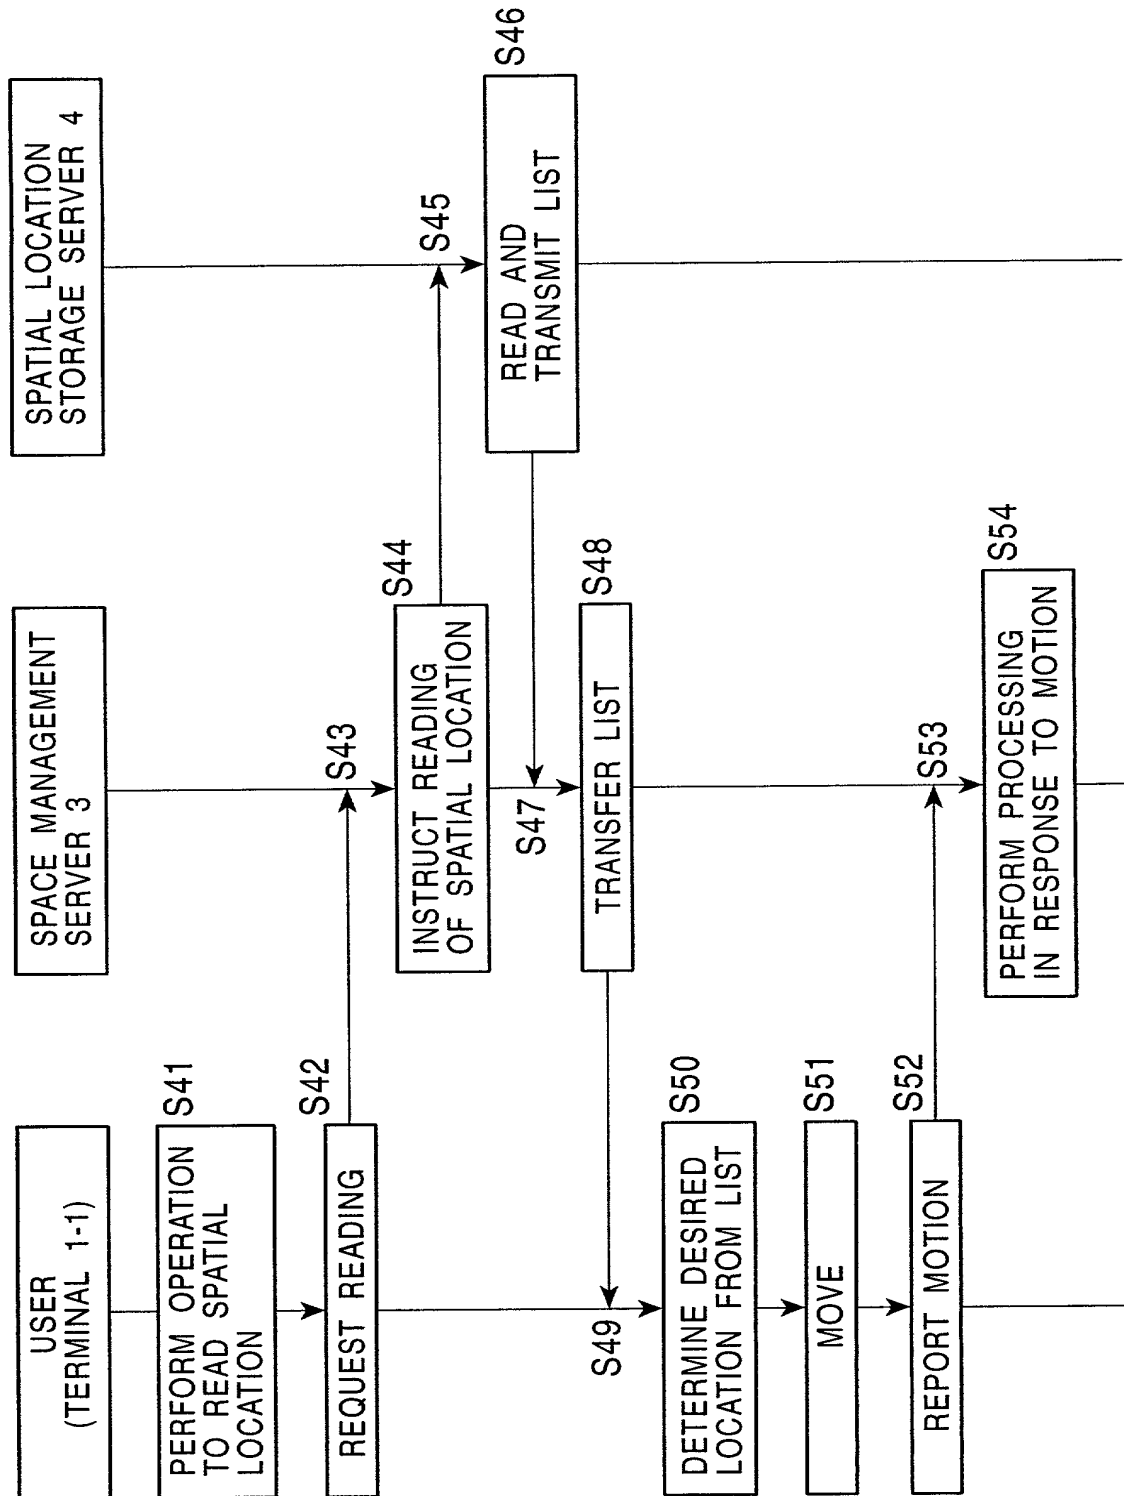 USER
(TERMINAL 1-1)
SPACE MANAGEMENT
SERVER 3
SPATIAL LOCATION
STORAGE SERVER 4
S41
PERFORM OPERATION
TO READ SPATIAL
LOCATION
S42
REQUEST READING
S43
S44
INSTRUCT READING
OF SPATIAL LOCATION
S45
S46
READ AND
TRANSMIT LIST
S47
S48
TRANSFER LIST
S49
S50
DETERMINE DESIRED
LOCATION FROM LIST
S51
MOVE
S52
REPORT MOTION
S53
S54
PERFORM PROCESSING
IN RESPONSE TO MOTION